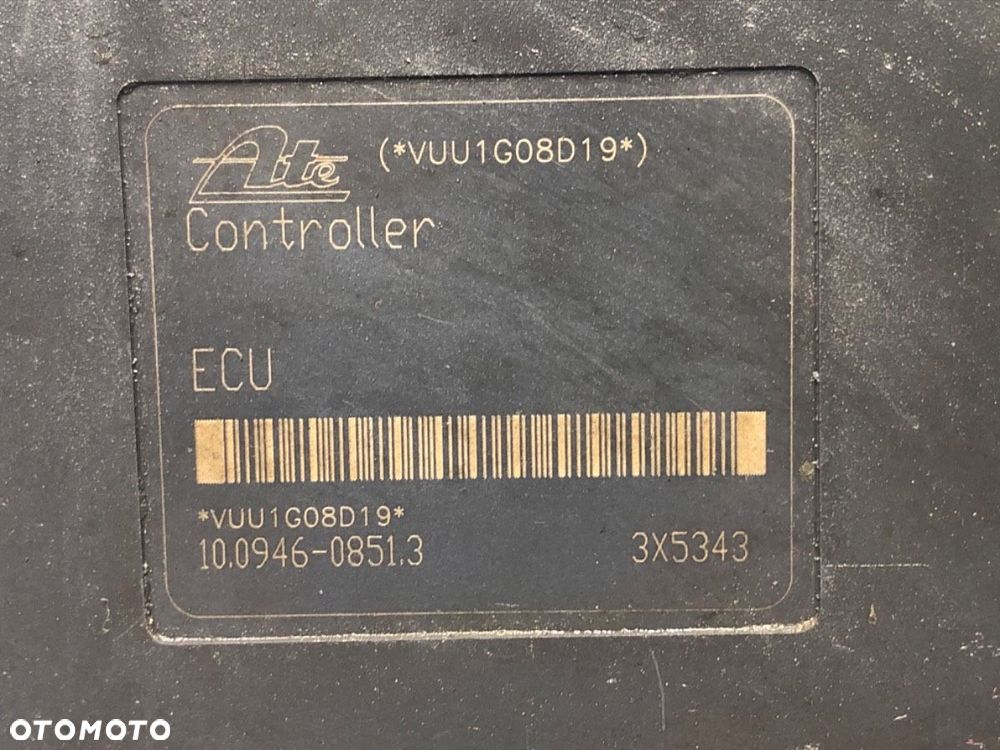 Ate (*VUU1G08D19*)
Controller
ECU
*VUU1G08D19*
10.0946-0851.3 3X5343
OTOMOTO